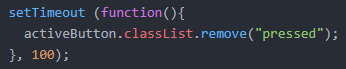 setTimeout (function(){
  activeButton.classList.remove("pressed");
}, 100);